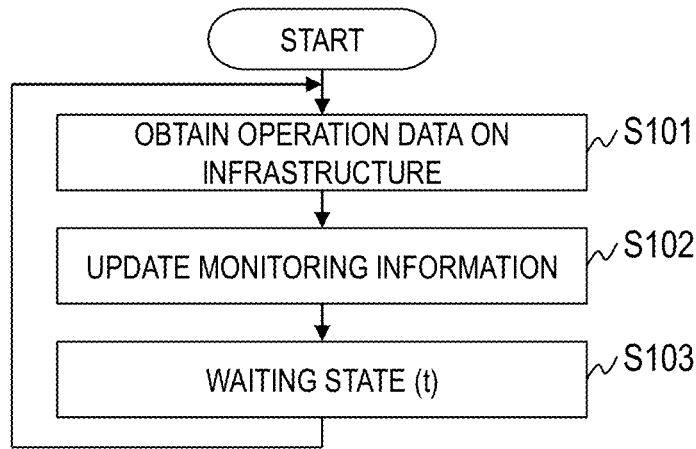 START
OBTAIN OPERATION DATA ON
INFRASTRUCTURE
S101
UPDATE MONITORING INFORMATION
S102
WAITING STATE (t)
S103